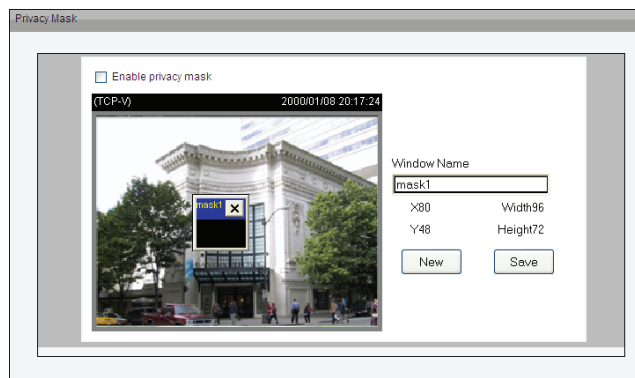 Privacy Mask
Enable privacy mask
(TCP-V) 2000/01/08 20:17:24
mask1
Window Name
mask1
X80 Width96
Y48 Height72
New Save